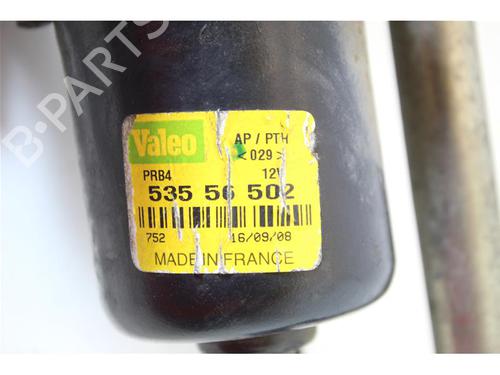 B-PARTS
Valeo
AP / PTH
< 029 >
PRB4
12V
535 56 502
752
16/09/08
MADE IN FRANCE